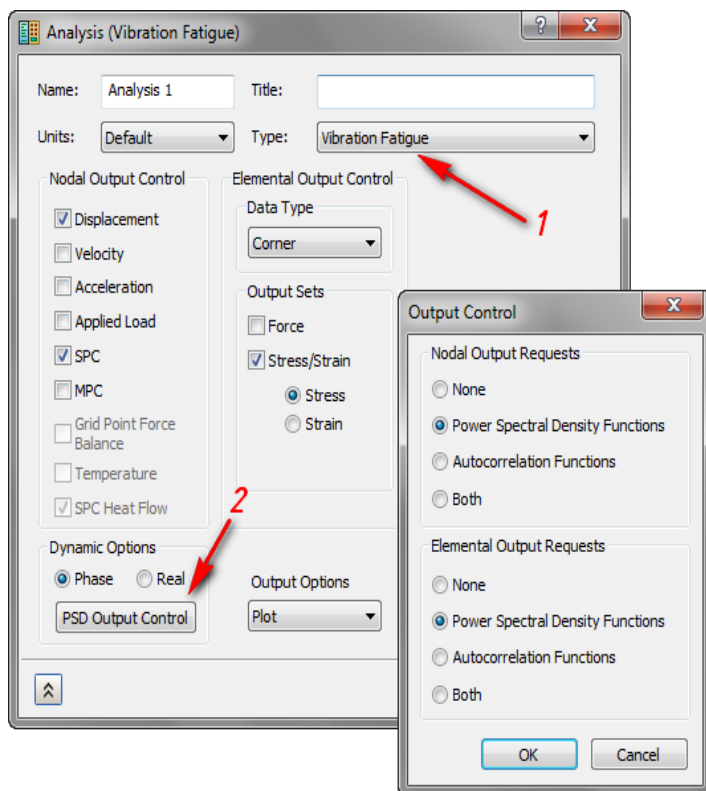 Analysis (Vibration Fatigue)
Name: Analysis 1 Title:
Units: Default Type: Vibration Fatigue
Nodal Output Control
Displacement
Velocity
Acceleration
Applied Load
SPC
MPC
Grid Point Force
Balance
Temperature
SPC Heat Flow
Elemental Output Control
Data Type
Corner
Output Sets
Force
Stress/Strain
Stress
Strain
1
2
Dynamic Options
Phase Real
PSD Output Control
Output Options
Plot
Output Control
Nodal Output Requests
None
Power Spectral Density Functions
Autocorrelation Functions
Both
Elemental Output Requests
None
Power Spectral Density Functions
Autocorrelation Functions
Both
OK Cancel